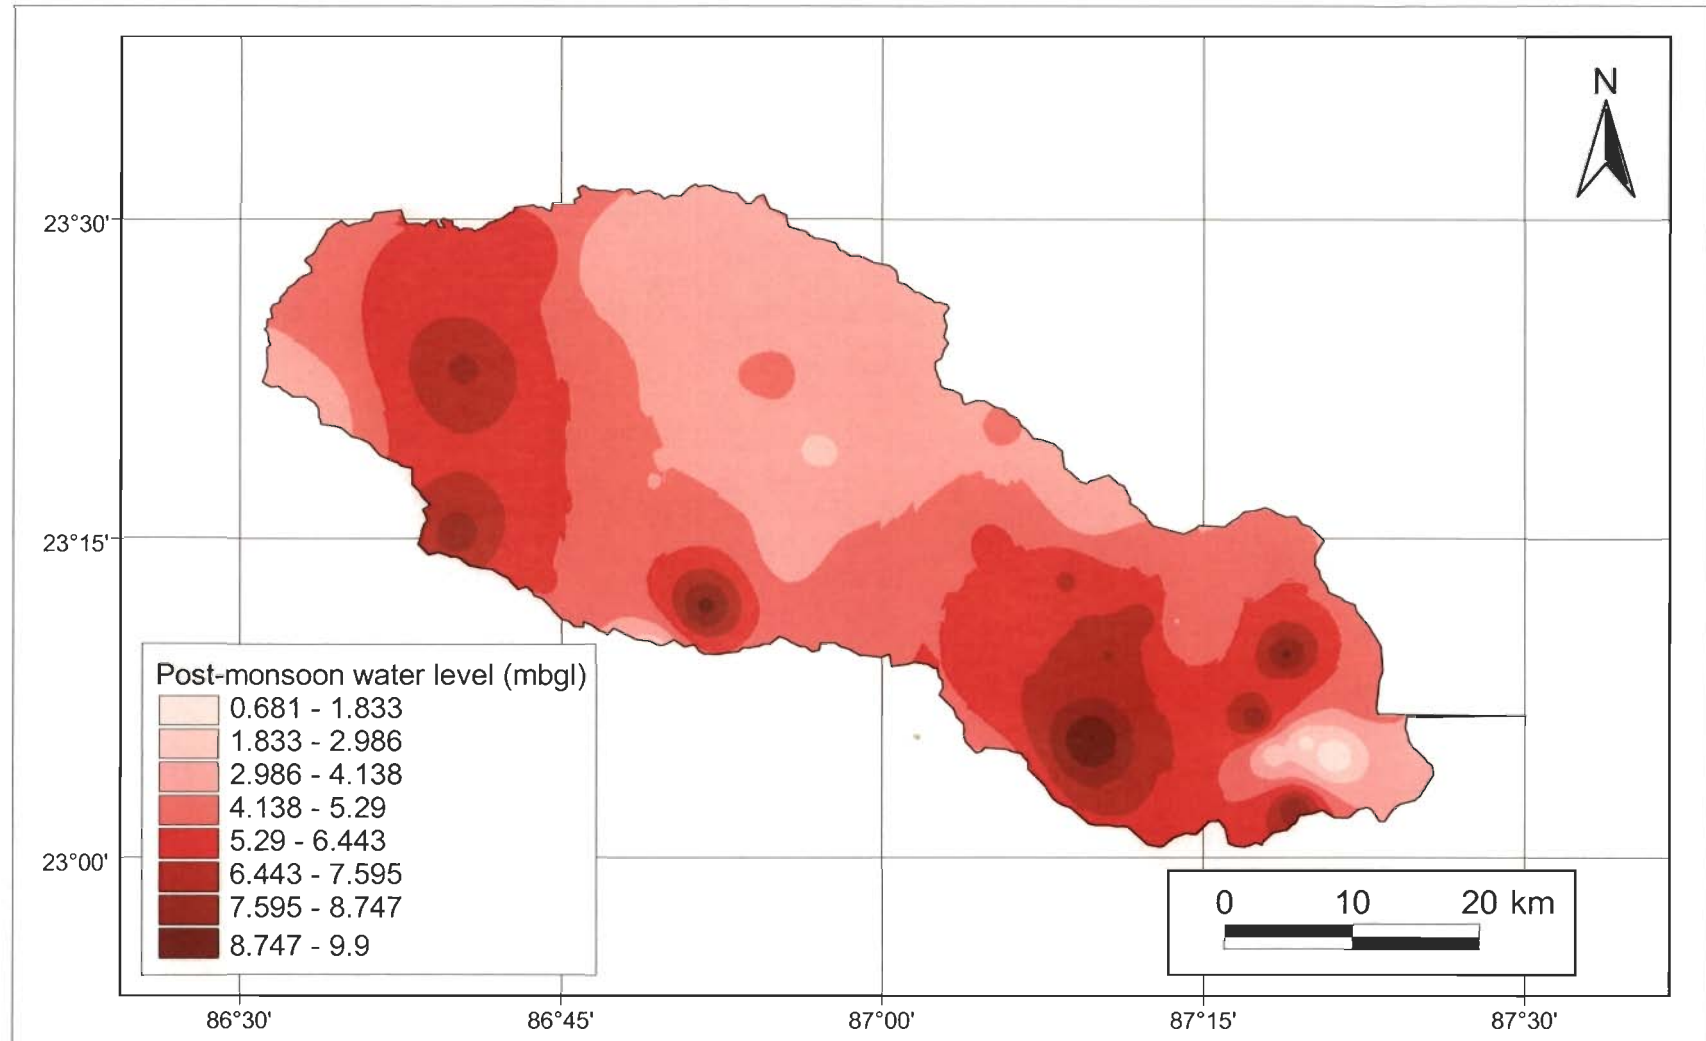 N
23°30'
23°15'
23°00'
Post-monsoon water level (mbgl)
0.681 - 1.833
1.833 - 2.986
2.986 - 4.138
4.138 - 5.29
5.29 - 6.443
6.443 - 7.595
7.595 - 8.747
8.747 - 9.9
0 10 20 km
86°30' 86°45' 87°00' 87°15' 87°30'